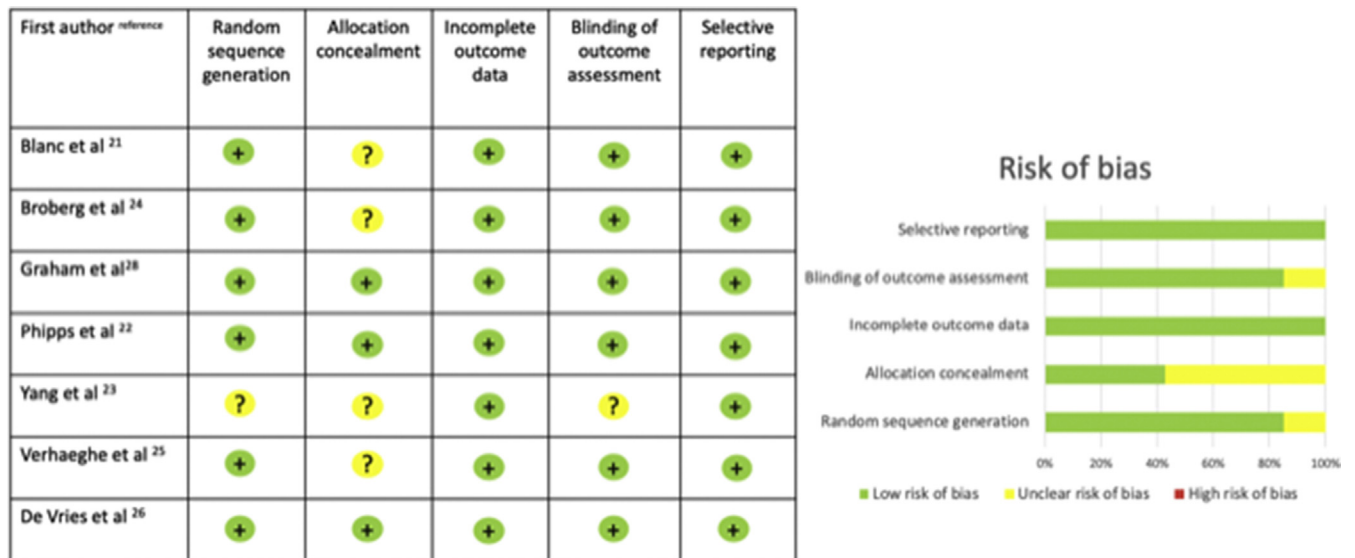 First author reference
Random sequence generation
Allocation concealment
Incomplete outcome data
Blinding of outcome assessment
Selective reporting
Blanc et al 21
+ ? + + +
Broberg et al 24
+ ? + + +
Graham et al28
+ + + + +
Phipps et al 22
+ + + + +
Yang et al 23
? ? + ? +
Verhaeghe et al 25
+ ? + + +
De Vries et al 26
+ + + + +
Risk of bias
Selective reporting
Blinding of outcome assessment
Incomplete outcome data
Allocation concealment
Random sequence generation
0% 20% 40% 60% 80% 100%
Low risk of bias Unclear risk of bias High risk of bias